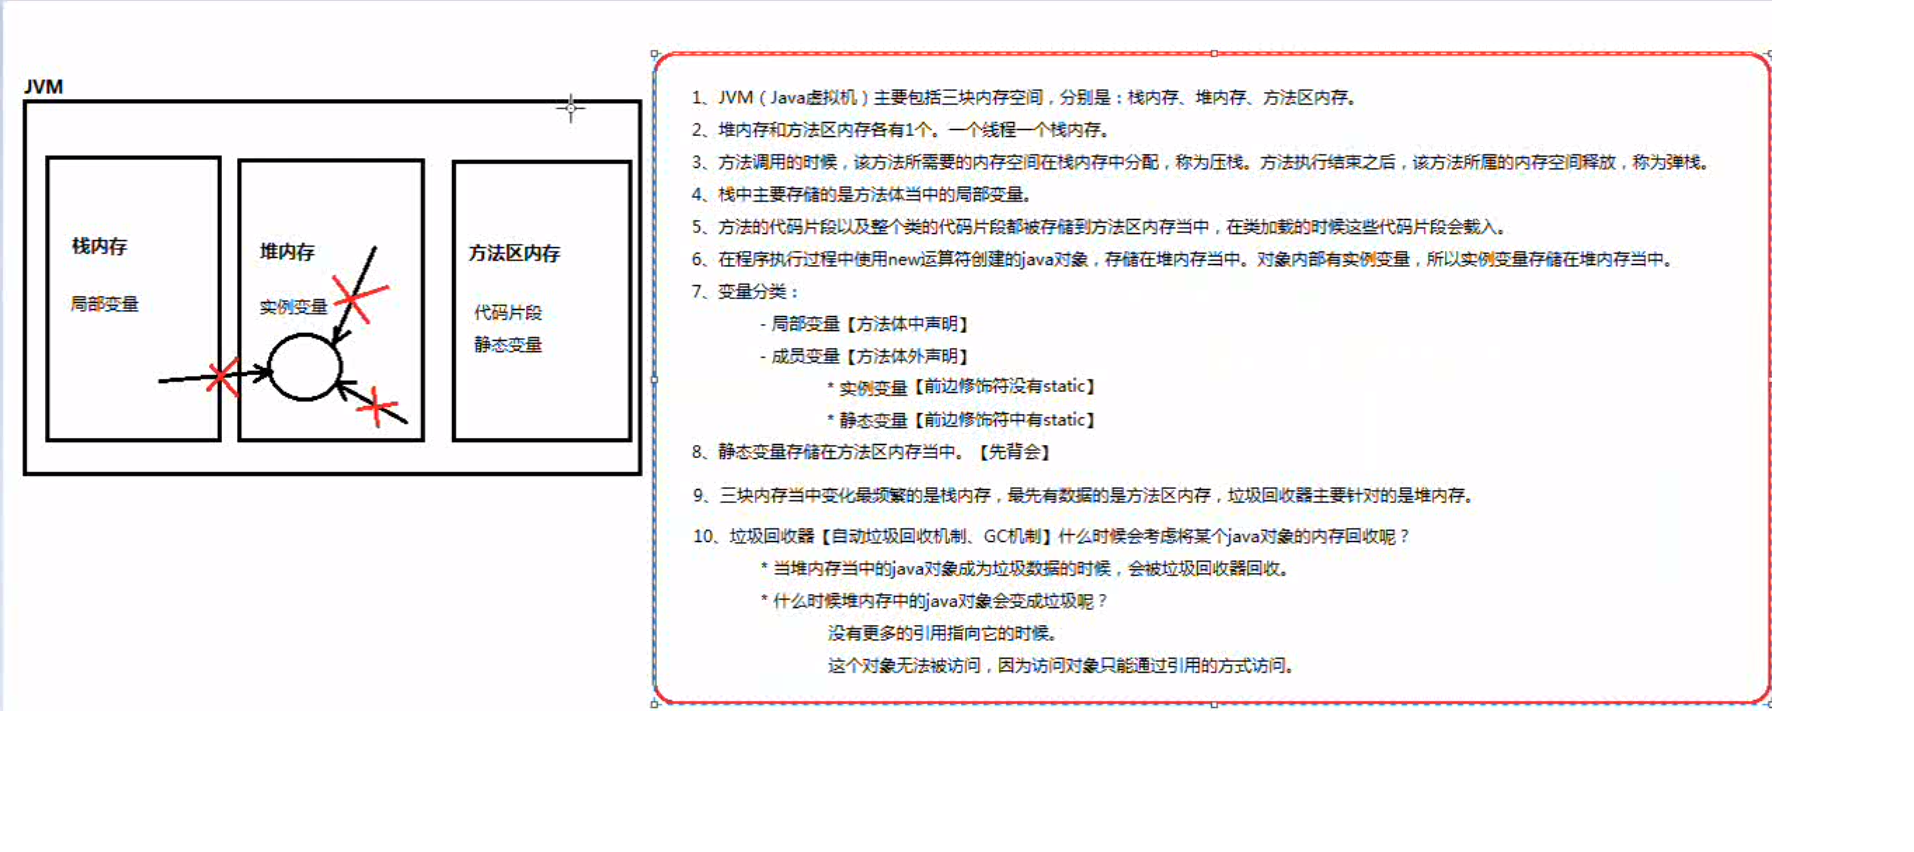 JVM
栈内存
局部变量
堆内存
实例变量
方法区内存
代码片段
静态变量
1、JVM（Java虚拟机）主要包括三块内存空间，分别是：栈内存、堆内存、方法区内存。
2、堆内存和方法区内存各有1个。一个线程一个栈内存。
3、方法调用的时候，该方法所需要的内存空间在栈内存中分配，称为压栈。方法执行结束之后，该方法所属的内存空间释放，称为弹栈。
4、栈中主要存储的是方法体当中的局部变量。
5、方法的代码片段以及整个类的代码片段都被存储到方法区内存当中，在类加载的时候这些代码片段会载入。
6、在程序执行过程中使用new运算符创建的java对象，存储在堆内存当中。对象内部有实例变量，所以实例变量存储在堆内存当中。
7、变量分类：
- 局部变量【方法体中声明】
- 成员变量【方法体外声明】
* 实例变量【前边修饰符没有static】
* 静态变量【前边修饰符中有static】
8、静态变量存储在方法区内存当中。【先背会】
9、三块内存当中变化最频繁的是栈内存，最先有数据的是方法区内存，垃圾回收器主要针对的是堆内存。
10、垃圾回收器【自动垃圾回收机制、GC机制】什么时候会考虑将某个java对象的内存回收呢？
* 当堆内存当中的java对象成为垃圾数据的时候，会被垃圾回收器回收。
* 什么时候堆内存中的java对象会变成垃圾呢？
没有更多的引用指向它的时候。
这个对象无法被访问，因为访问对象只能通过引用的方式访问。